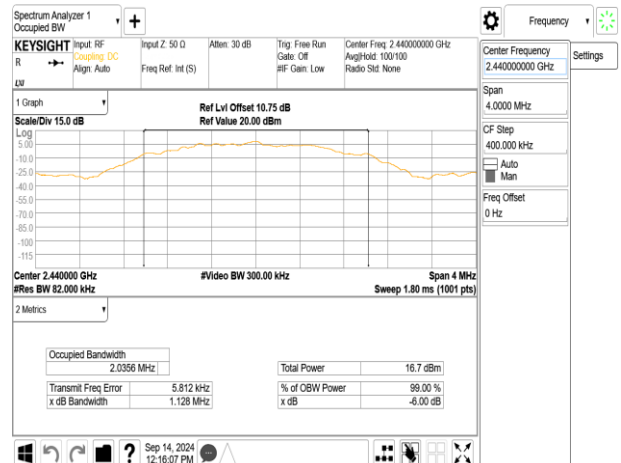 Spectrum Analyzer 1
Occupied BW
Frequency
KEYSIGHT
Input: RF
Coupling: DC
Align: Auto
Input Z: 50 Ω
Freq Ref: Int (S)
Atten: 30 dB
Trig: Free Run
Gate: Off
#IF Gain: Low
Center Freq: 2.440000000 GHz
Avg|Hold: 100/100
Radio Std: None
R
LXI
Center Frequency
2.440000000 GHz
Settings
Span
4.0000 MHz
CF Step
400.000 kHz
Auto
Man
Freq Offset
0 Hz
1 Graph
Ref Lvl Offset 10.75 dB
Scale/Div 15.0 dB
Ref Value 20.00 dBm
Log
5.00
-10.0
-25.0
-40.0
-55.0
-70.0
-85.0
-100
-115
Center 2.440000 GHz
#Video BW 300.00 kHz
Span 4 MHz
#Res BW 82.000 kHz
Sweep 1.80 ms (1001 pts)
2 Metrics
Occupied Bandwidth
2.0356 MHz
Total Power 16.7 dBm
Transmit Freq Error 5.812 kHz
% of OBW Power 99.00 %
x dB Bandwidth 1.128 MHz
x dB -6.00 dB
?
Sep 14, 2024
12:16:07 PM